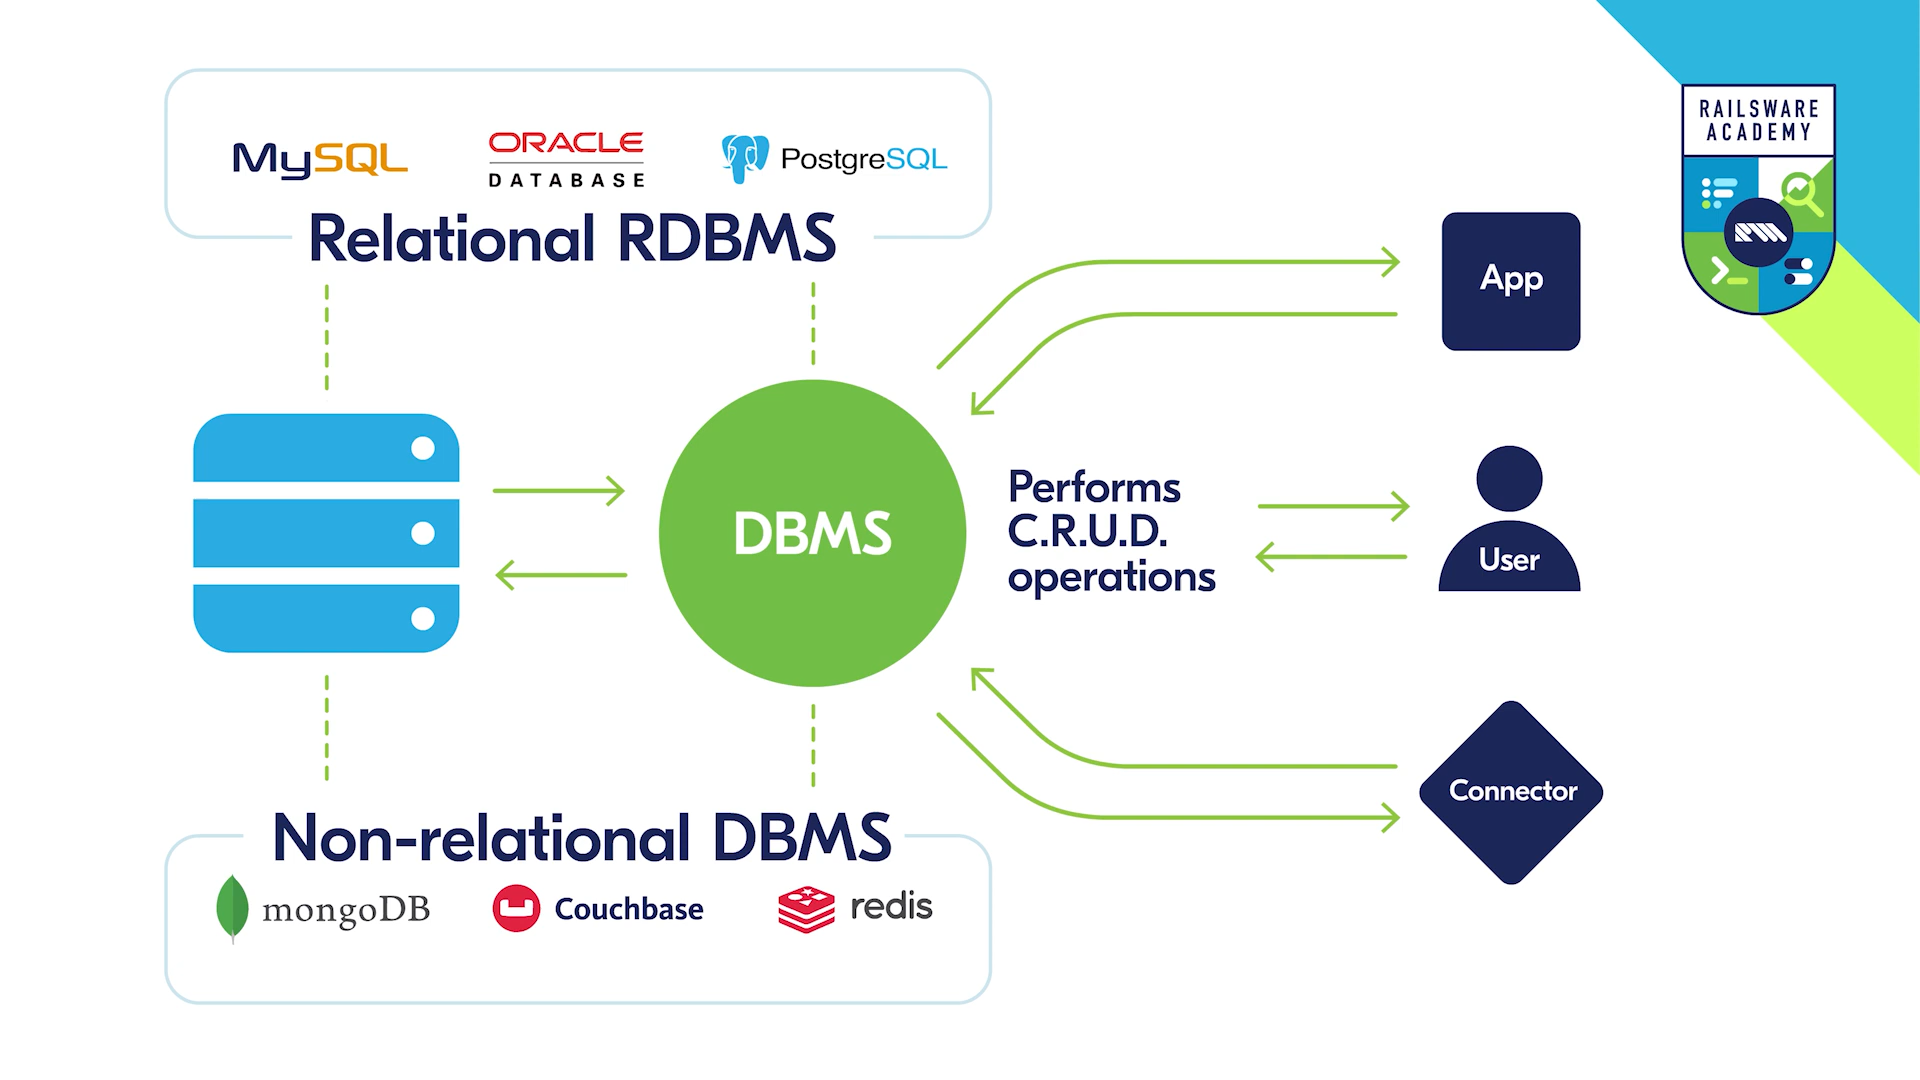 MySQL
ORACLE
DATABASE
PostgreSQL
Relational RDBMS
RAILSWARE
ACADEMY
App
DBMS
Performs
C.R.U.D.
operations
User
Connector
Non-relational DBMS
mongoDB
Couchbase
redis